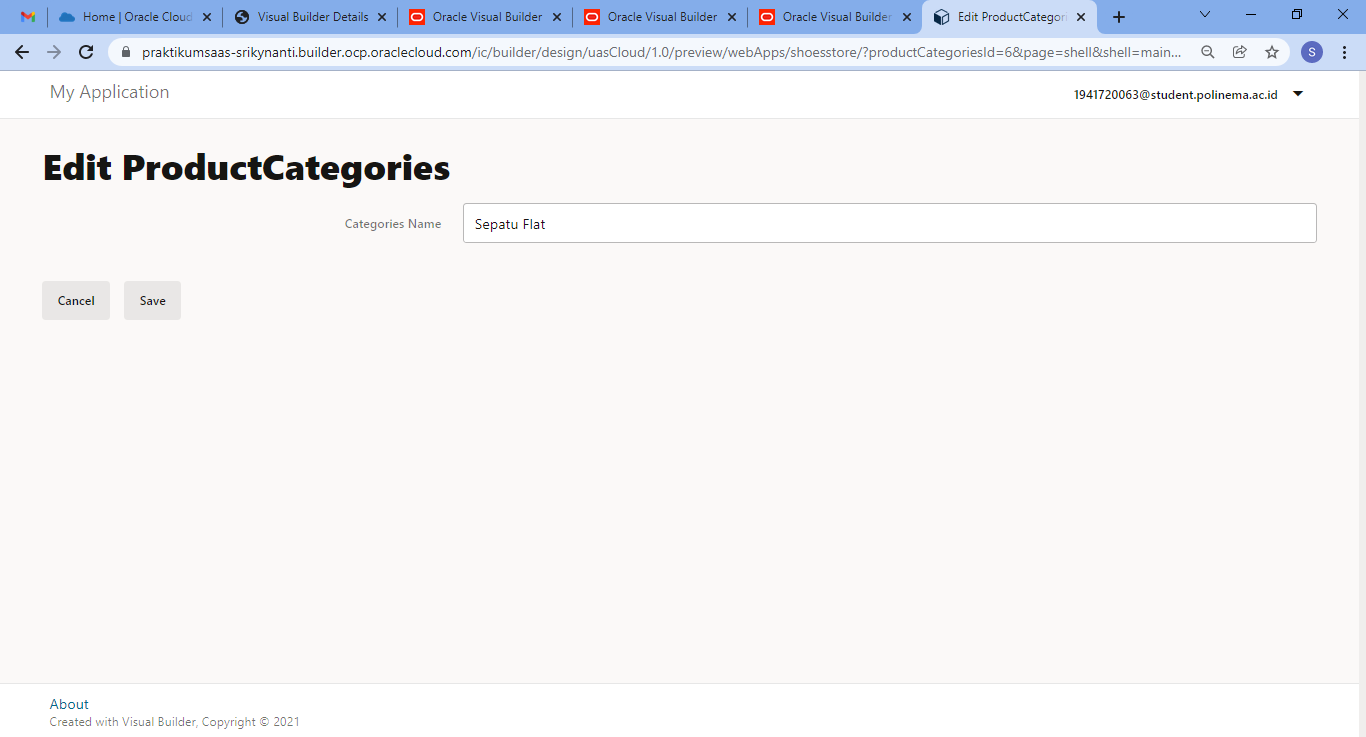 Home | Oracle Cloud
Visual Builder Details
Oracle Visual Builder
Oracle Visual Builder
Oracle Visual Builder
Edit ProductCategori
praktikumsaas-srikynanti.builder.ocp.oraclecloud.com/ic/builder/design/uasCloud/1.0/preview/webApps/shoesstore/?productCategoriesId=6&page=shell&shell=main...
S
My Application
1941720063@student.polinema.ac.id
Edit ProductCategories
Categories Name
Sepatu Flat
Cancel
Save
About
Created with Visual Builder, Copyright © 2021